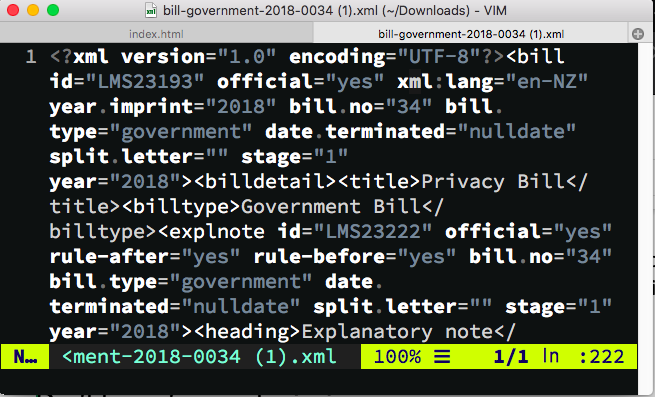 bill-government-2018-0034 (1).xml (~/Downloads) - VIM
index.html bill-government-2018-0034 (1).xml (~/Downloads) - VIM
1 <?xml version="1.0" encoding="UTF-8"?><bill
id="LMS23193" official="yes" xml:lang="en-NZ"
year.imprint="2018" bill.no="34" bill.
type="government" date.terminated="nulldate"
split.letter="" stage="1"
year="2018"><billdetail><title>Privacy Bill</
title><billtype>Government Bill</
billtype><explnote id="LMS23222" official="yes"
rule-after="yes" rule-before="yes" bill.no="34"
bill.type="government" date.
terminated="nulldate" split.letter="" stage="1"
year="2018"><heading>Explanatory note</
N… <ment-2018-0034 (1).xml 100% ☰ 1/1 ln :222